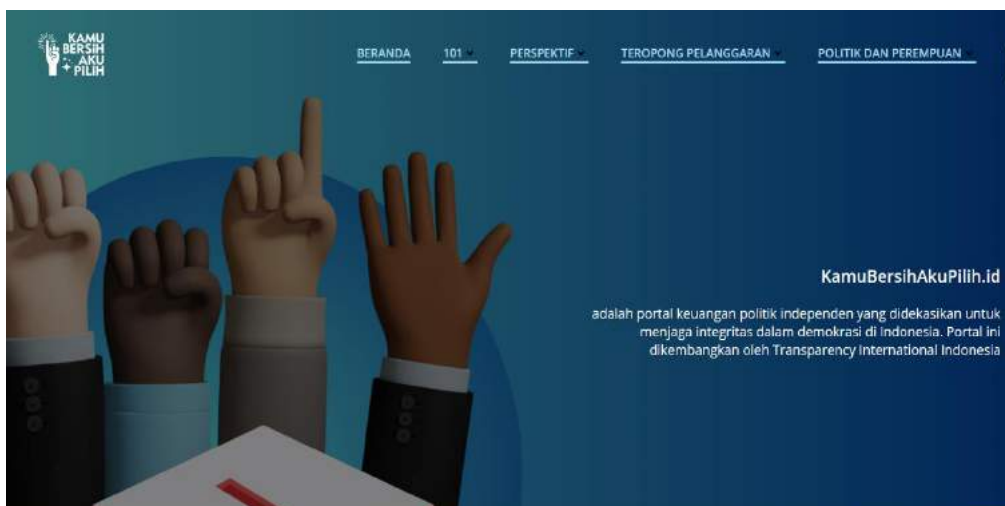 KAMU
BERSIH
AKU
PILIH
BERANDA 101 PERSPEKTIF TEROPONG PELANGGARAN POLITIK DAN PEREMPUAN
KamuBersihAkuPilih.id
adalah portal keuangan politik independen yang didekasikan untuk
menjaga integritas dalam demokrasi di Indonesia. Portal ini
dikembangkan oleh Transparency International Indonesia